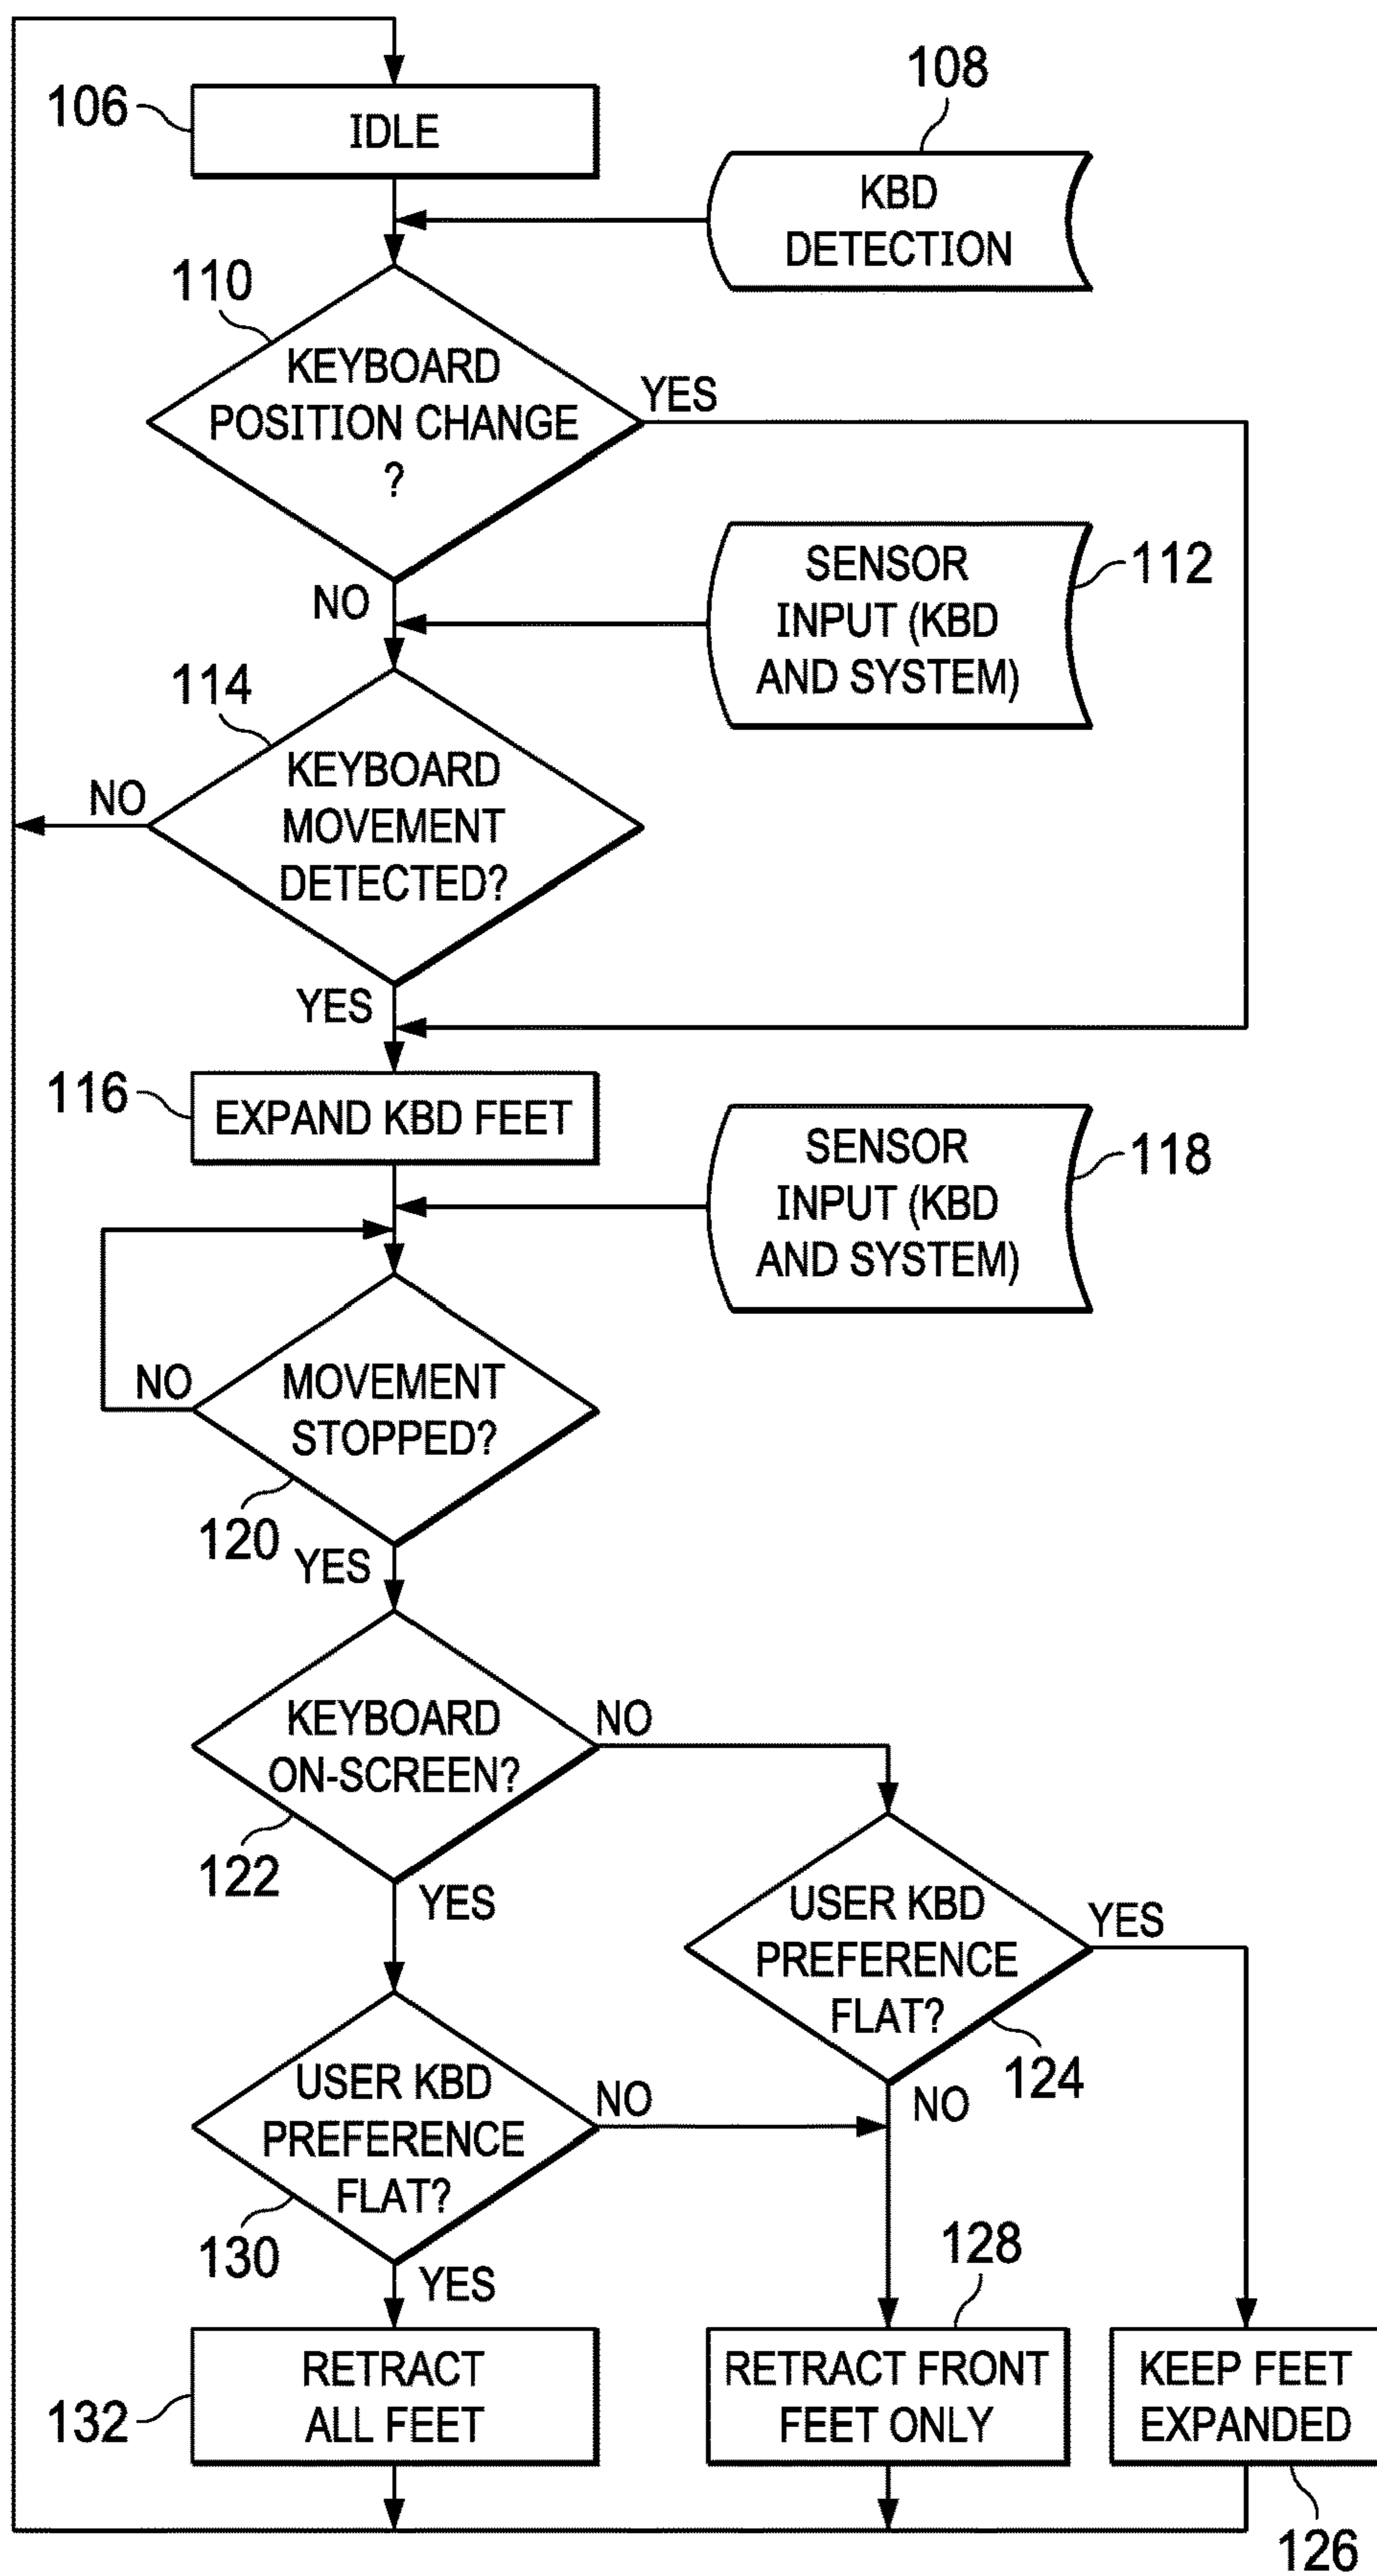 106
IDLE
108
KBD
DETECTION
110
KEYBOARD
POSITION CHANGE
?
YES
NO
SENSOR
INPUT (KBD
AND SYSTEM)
112
114
KEYBOARD
MOVEMENT
DETECTED?
NO
YES
116
EXPAND KBD FEET
SENSOR
INPUT (KBD
AND SYSTEM)
118
MOVEMENT
STOPPED?
NO
120
YES
KEYBOARD
ON-SCREEN?
NO
122
YES
USER KBD
PREFERENCE
FLAT?
YES
124
NO
USER KBD
PREFERENCE
FLAT?
NO
130
YES
128
132
RETRACT
ALL FEET
RETRACT FRONT
FEET ONLY
KEEP FEET
EXPANDED
126